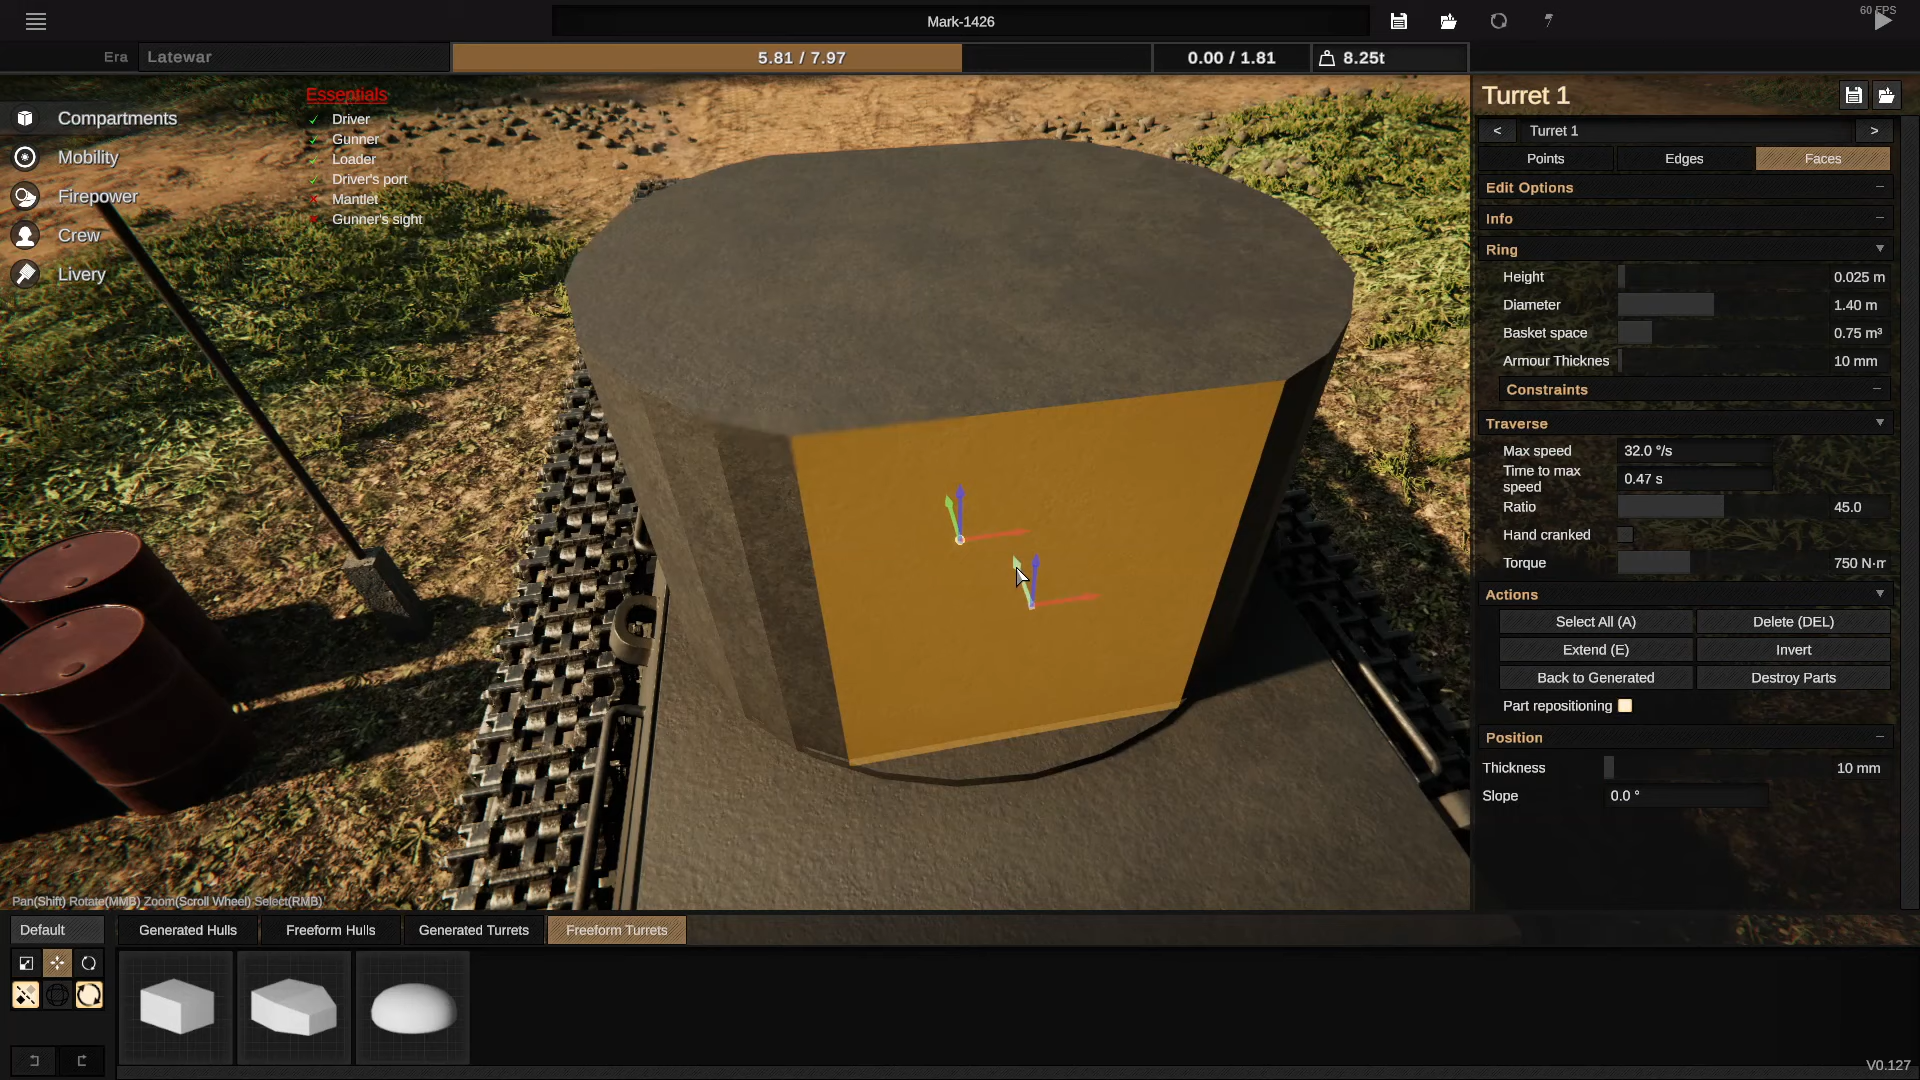 Mark-1426
60 FPS
Era
Latewar
5.81 / 7.97
0.00 / 1.81
8.25t
Compartments
Mobility
Firepower
Crew
Livery
Essentials
Driver
Gunner
Loader
Driver's port
Mantlet
Gunner's sight
Turret 1
< Turret 1 >
Points Edges Faces
Edit Options
Info
Ring
Height 0.025 m
Diameter 1.40 m
Basket space 0.75 m³
Armour Thicknes 10 mm
Constraints
Traverse
Max speed 32.0 °/s
Time to max
speed 0.47 s
Ratio 45.0
Hand cranked
Torque 750 N·m
Actions
Select All (A) Delete (DEL)
Extend (E) Invert
Back to Generated Destroy Parts
Part repositioning
Position
Thickness 10 mm
Slope 0.0 °
Pan(Shift) Rotate(MMB) Zoom(Scroll Wheel) Select(RMB)
Default
Generated Hulls Freeform Hulls Generated Turrets Freeform Turrets
V0.127